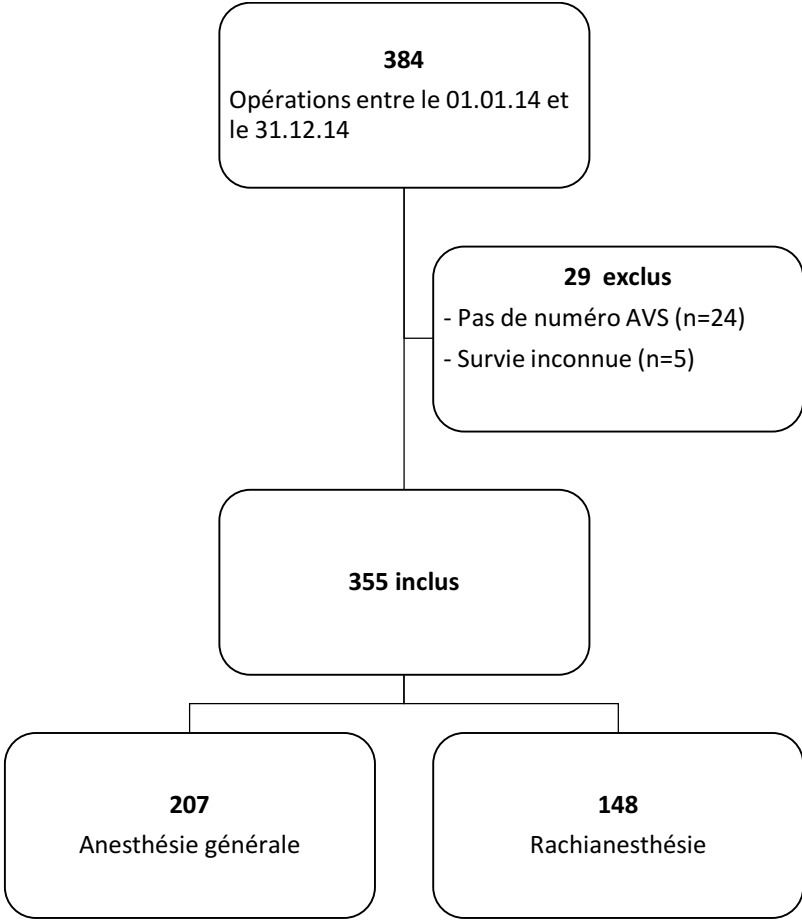 384
Opérations entre le 01.01.14 et
le 31.12.14
29 exclus
- Pas de numéro AVS (n=24)
- Survie inconnue (n=5)
355 inclus
207
Anesthésie générale
148
Rachianesthésie